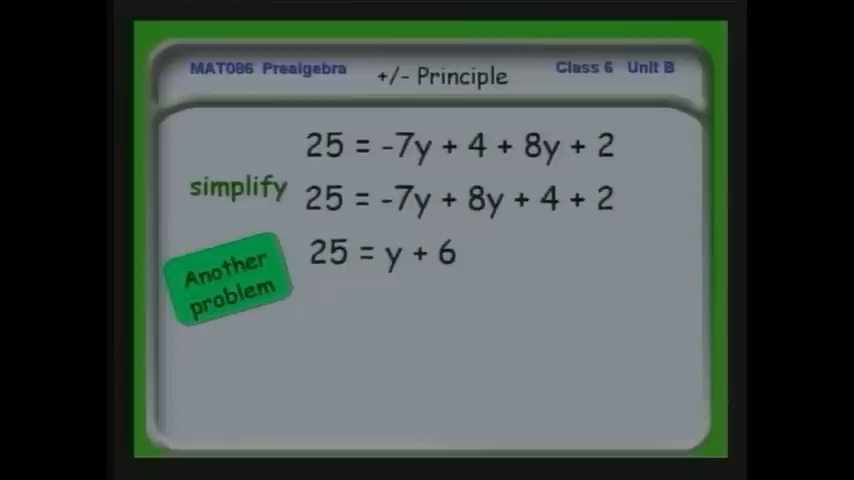 MAT086 Prealgebra
+/- Principle
Class 6 Unit B
25 = -7y + 4 + 8y + 2
simplify
25 = -7y + 8y + 4 + 2
25 = y + 6
Another
problem